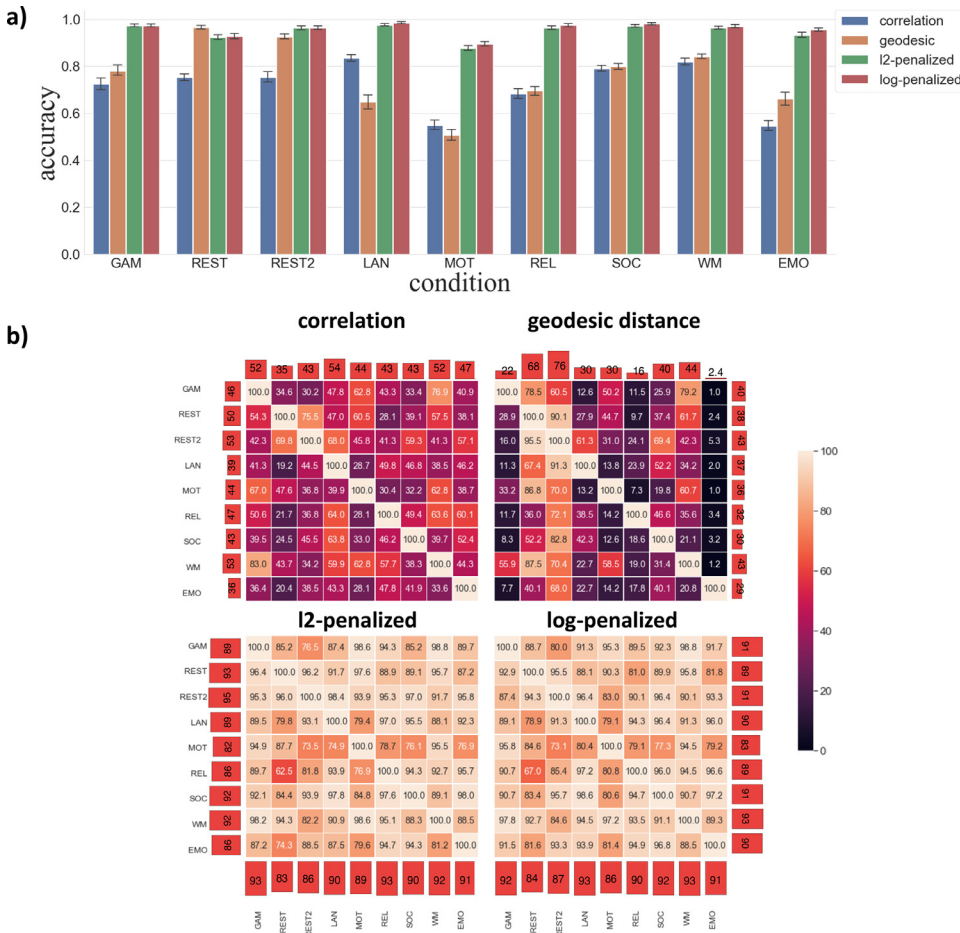 a)
1.0
0.8
0.6
0.4
0.2
0.0
accuracy
GAM REST REST2 LAN MOT REL SOC WM EMO
condition
correlation
geodesic
l2-penalized
log-penalized
b)
correlation geodesic distance
52 35 43 54 44 43 43 52 47 22 68 76 30 30 16 40 44 2.4
GAM 46 100.0 34.6 30.2 47.8 62.8 43.3 33.4 76.9 40.9 100.0 78.5 60.5 12.6 50.2 11.5 25.9 79.2 1.0 40
REST 50 54.3 100.0 75.5 47.0 60.5 28.1 39.1 57.5 38.1 28.9 100.0 90.1 27.9 44.7 9.7 37.4 61.7 2.4 38
REST2 53 42.3 69.8 100.0 68.0 45.8 41.3 59.3 41.3 57.1 16.0 95.5 100.0 61.3 31.0 24.1 69.4 42.3 5.3 43
LAN 39 41.3 19.2 44.5 100.0 28.7 49.8 46.8 38.5 46.2 11.3 67.4 91.3 100.0 13.8 23.9 52.2 34.2 2.0 37
MOT 44 67.0 47.6 36.8 39.9 100.0 30.4 32.2 62.8 38.7 33.2 86.8 70.0 13.2 100.0 7.3 19.8 60.7 1.0 36
REL 47 50.6 21.7 36.8 64.0 28.1 100.0 49.4 63.6 60.1 11.7 36.0 72.1 38.5 14.2 100.0 46.6 35.6 3.4 32
SOC 43 39.5 24.5 45.5 63.8 33.0 46.2 100.0 39.7 52.4 8.3 52.2 82.8 42.3 12.6 18.6 100.0 21.1 3.2 30
WM 53 83.0 43.7 34.2 59.9 62.8 57.7 38.3 100.0 44.3 55.9 87.5 70.4 22.7 58.5 19.0 31.4 100.0 1.2 43
EMO 36 36.4 20.4 38.5 43.3 28.1 47.8 41.9 33.6 100.0 7.7 40.1 68.0 22.7 14.2 17.8 40.1 20.8 100.0 29
l2-penalized log-penalized
GAM 89 100.0 85.2 76.5 87.4 98.6 94.3 85.2 98.8 89.7 100.0 88.7 80.0 91.3 95.3 89.5 92.3 98.8 91.7 91
REST 93 96.4 100.0 96.2 91.7 97.6 88.9 89.1 95.7 87.2 92.9 100.0 95.5 88.1 90.3 81.0 89.9 95.8 81.8 89
REST2 95 95.3 96.0 100.0 98.4 93.9 95.3 97.0 91.7 95.8 87.4 94.3 100.0 96.4 83.0 90.1 96.4 90.1 93.3 91
LAN 89 89.5 79.8 93.1 100.0 79.4 97.0 95.5 88.1 92.3 89.1 78.9 91.3 100.0 79.1 94.3 96.4 91.3 96.0 90
MOT 82 94.9 87.7 73.5 74.9 100.0 78.7 76.1 95.5 76.9 95.8 84.6 73.1 80.4 100.0 79.1 77.3 94.5 79.2 83
REL 86 89.7 62.5 81.8 93.9 76.9 100.0 94.3 92.7 95.7 90.7 67.0 85.4 97.2 80.8 100.0 96.0 94.5 96.6 89
SOC 92 92.1 84.4 93.9 97.8 84.8 97.6 100.0 89.1 98.0 90.7 83.4 95.7 98.6 80.6 94.7 100.0 90.7 97.2 91
WM 92 98.2 94.3 82.2 90.9 98.6 95.1 88.3 100.0 88.5 97.8 92.7 84.6 94.5 97.2 93.5 91.1 100.0 89.3 93
EMO 86 87.2 74.3 88.5 87.5 79.6 94.7 94.3 81.2 100.0 91.5 81.6 93.3 93.9 81.4 94.9 96.8 88.5 100.0 90
93 83 86 90 89 93 90 92 91 92 84 87 93 86 90 92 93 91
GAM REST REST2 LAN MOT REL SOC WM EMO GAM REST REST2 LAN MOT REL SOC WM EMO
100
80
60
40
20
0